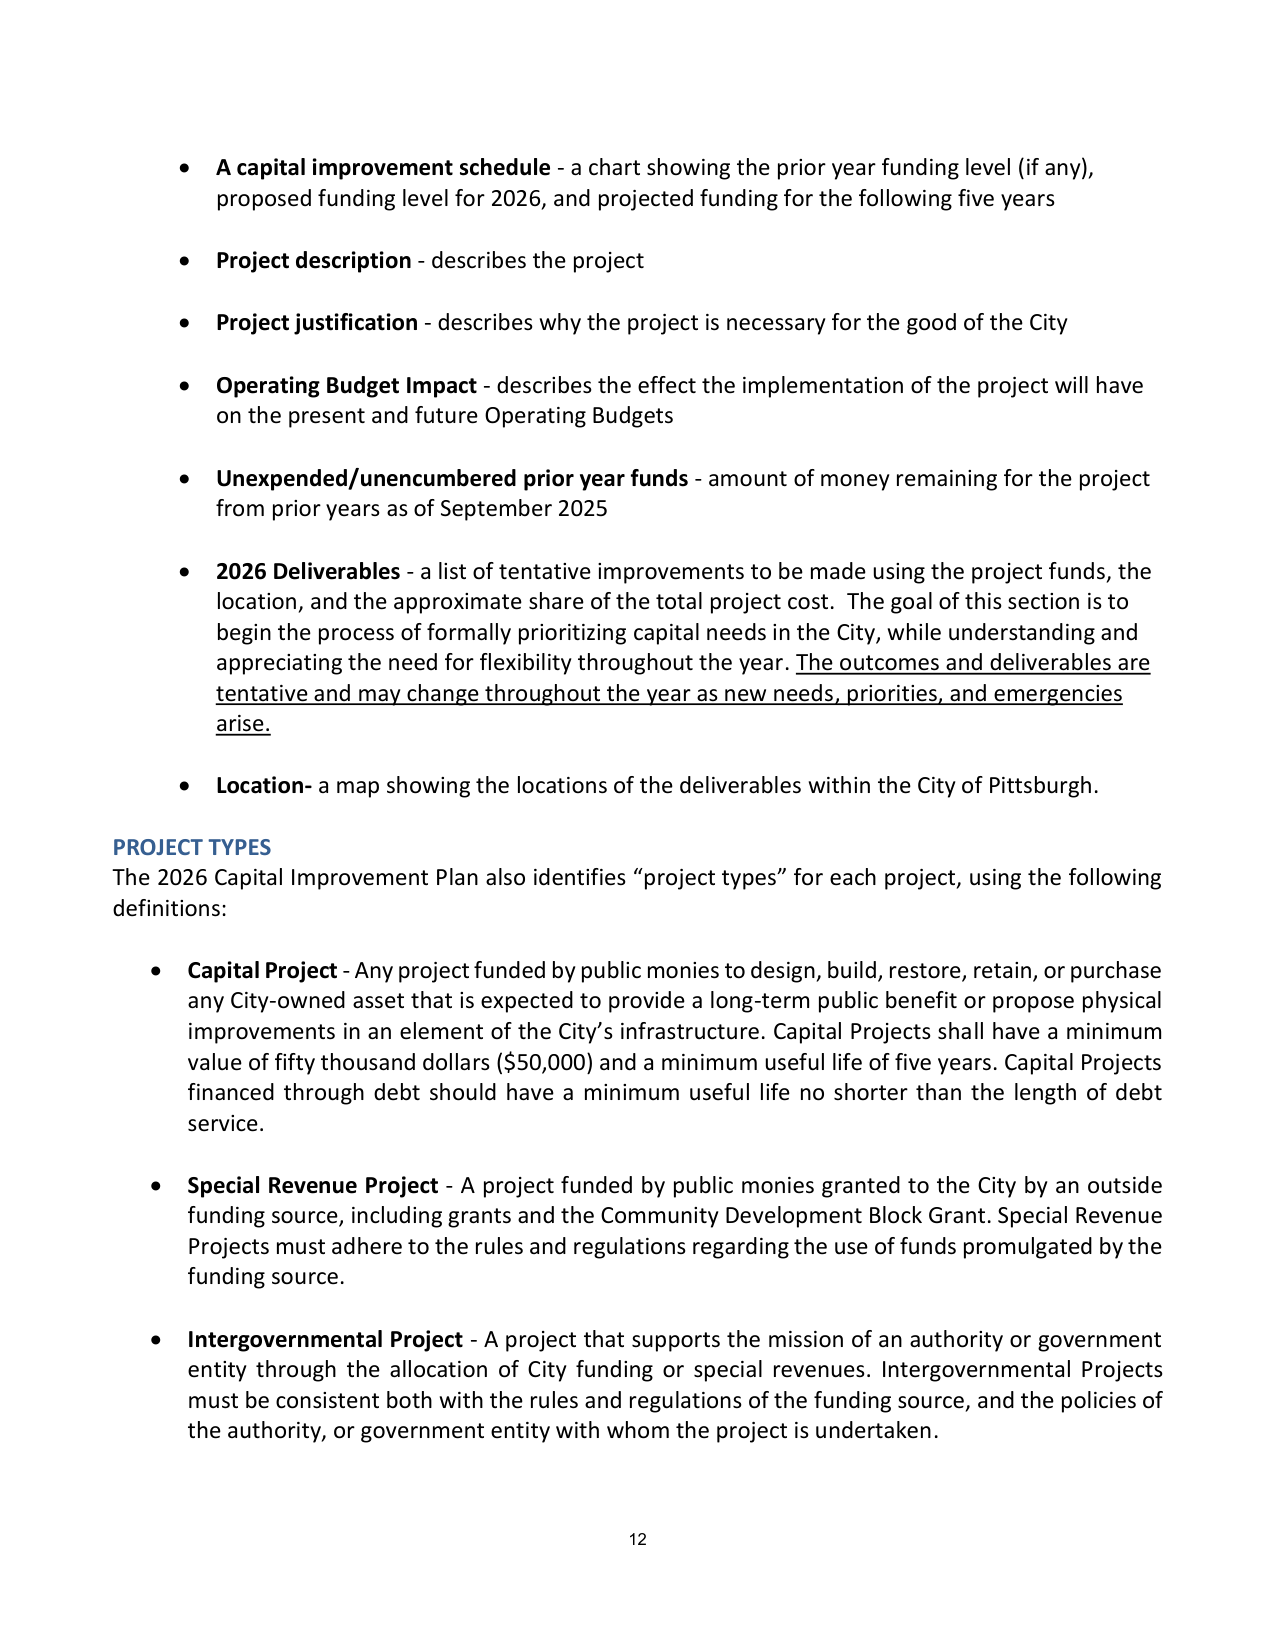 • A capital improvement schedule - a chart showing the prior year funding level (if any),
proposed funding level for 2026, and projected funding for the following five years
• Project description - describes the project
• Project justification - describes why the project is necessary for the good of the City
• Operating Budget Impact - describes the effect the implementation of the project will have
on the present and future Operating Budgets
• Unexpended/unencumbered prior year funds - amount of money remaining for the project
from prior years as of September 2025
• 2026 Deliverables - a list of tentative improvements to be made using the project funds, the
location, and the approximate share of the total project cost.  The goal of this section is to
begin the process of formally prioritizing capital needs in the City, while understanding and
appreciating the need for flexibility throughout the year. The outcomes and deliverables are
tentative and may change throughout the year as new needs, priorities, and emergencies
arise.
• Location- a map showing the locations of the deliverables within the City of Pittsburgh.
PROJECT TYPES
The 2026 Capital Improvement Plan also identifies “project types” for each project, using the following
definitions:
• Capital Project - Any project funded by public monies to design, build, restore, retain, or purchase
any City-owned asset that is expected to provide a long-term public benefit or propose physical
improvements in an element of the City’s infrastructure. Capital Projects shall have a minimum
value of fifty thousand dollars ($50,000) and a minimum useful life of five years. Capital Projects
financed through debt should have a minimum useful life no shorter than the length of debt
service.
• Special Revenue Project - A project funded by public monies granted to the City by an outside
funding source, including grants and the Community Development Block Grant. Special Revenue
Projects must adhere to the rules and regulations regarding the use of funds promulgated by the
funding source.
• Intergovernmental Project - A project that supports the mission of an authority or government
entity through the allocation of City funding or special revenues. Intergovernmental Projects
must be consistent both with the rules and regulations of the funding source, and the policies of
the authority, or government entity with whom the project is undertaken.
12